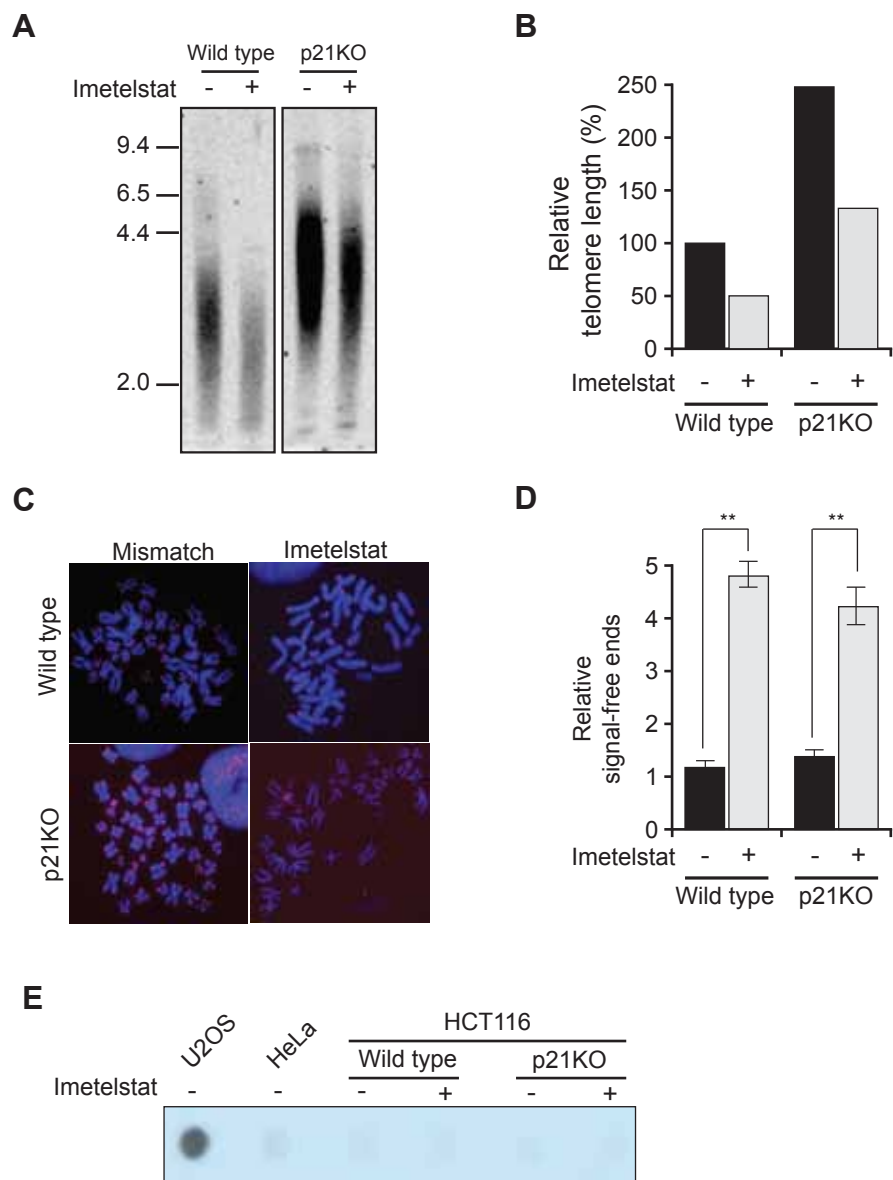 A
Wild type p21KO
Imetelstat - + - +
9.4
6.5
4.4
2.0
B
Relative
telomere length (%)
250
200
150
100
50
0
Imetelstat - + - +
Wild type p21KO
C
Mismatch Imetelstat
Wild type
p21KO
D
** **
Relative
signal-free ends
5
4
3
2
1
0
Imetelstat - + - +
Wild type p21KO
E
U2OS HeLa HCT116
Wild type p21KO
Imetelstat - - - + - +